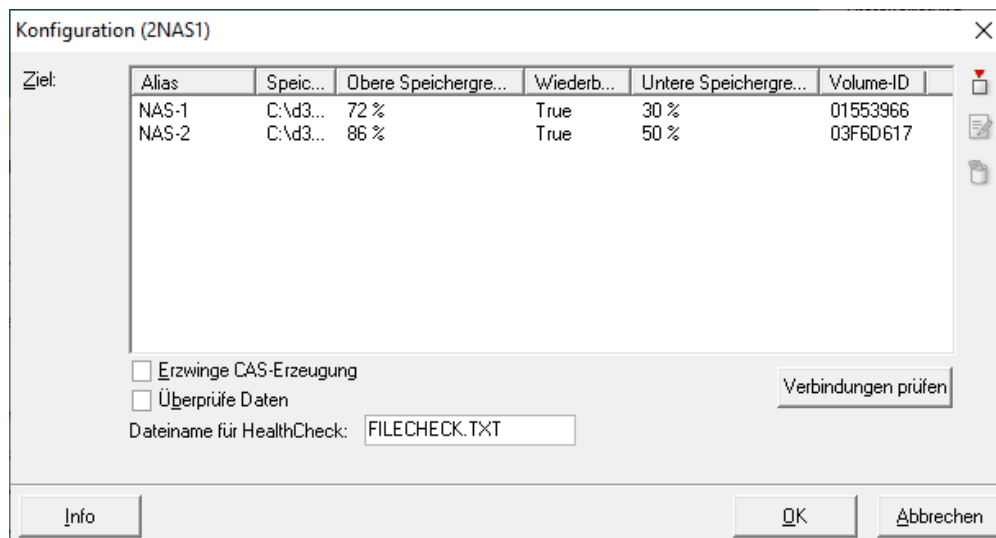 Konfiguration (2NAS1)
Ziel:
Alias Speic... Obere Speichergre... Wiederb... Untere Speichergre... Volume-ID
NAS-1 C:\d3... 72 % True 30 % 01553966
NAS-2 C:\d3... 86 % True 50 % 03F6D617
Erzwinge CAS-Erzeugung
Überprüfe Daten
Verbindungen prüfen
Dateiname für HealthCheck: FILECHECK.TXT
Info OK Abbrechen